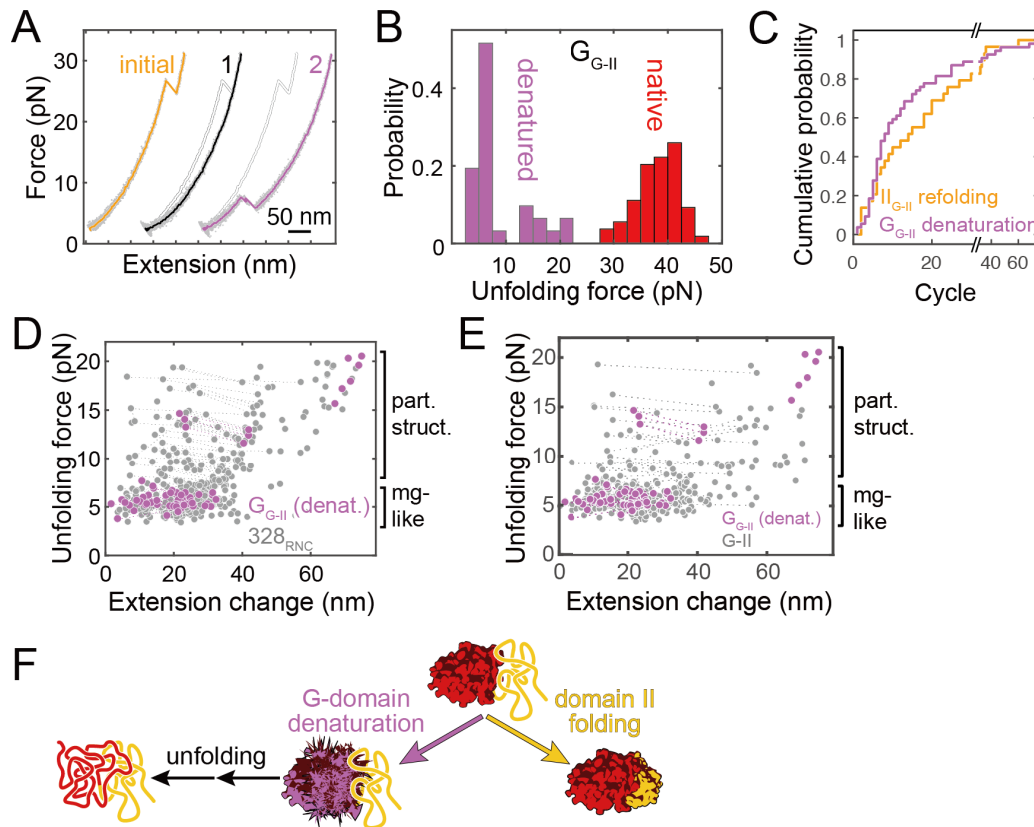 A
initial
1
2
Force (pN)
30
20
10
0
50 nm
Extension (nm)
B
G_G-II
denatured
native
Probability
0.4
0.2
0
10
20
30
40
50
Unfolding force (pN)
C
Cumulative probability
1
0.8
0.6
0.4
0.2
0
II_G-II refolding
G_G-II denaturation
0
20
40
60
Cycle
D
Unfolding force (pN)
20
15
10
5
0
part.
struct.
mg-
like
G_G-II (denat.)
328_RNC
0
20
40
60
Extension change (nm)
E
Unfolding force (pN)
20
15
10
5
0
part.
struct.
mg-
like
G_G-II (denat.)
G-II
0
20
40
60
Extension change (nm)
F
G-domain
denaturation
domain II
folding
unfolding